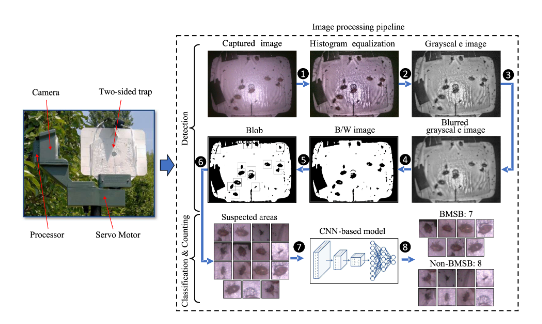 Image processing pipeline
Captured image
Histogram equalization
Grayscal e image
Camera
Two-sided trap
1
2
3
Detection
Blob
B/W image
Blurred
grayscal e image
6
5
4
Processor
Servo Motor
Classification & Counting
Suspected areas
CNN-based model
BMSB: 7
7
8
Non-BMSB: 8